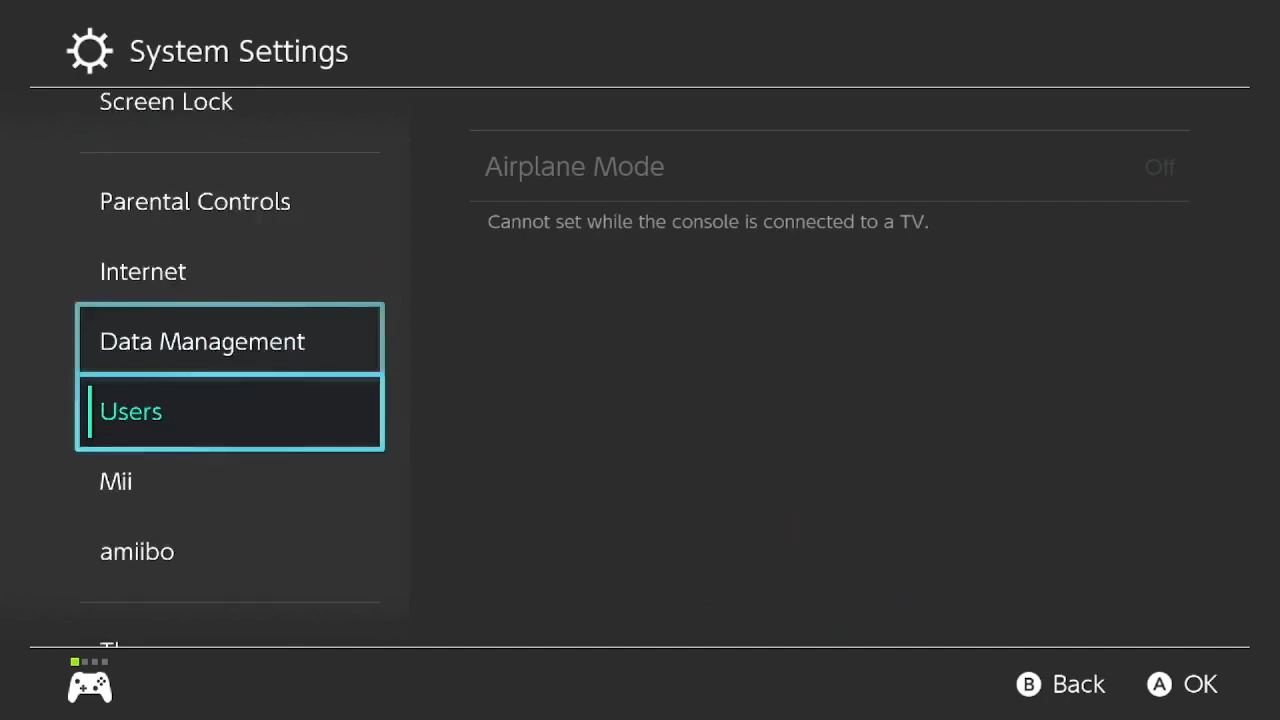 System Settings
Screen Lock
Parental Controls
Internet
Data Management
Users
Mii
amiibo
Airplane Mode Off
Cannot set while the console is connected to a TV.
B Back A OK